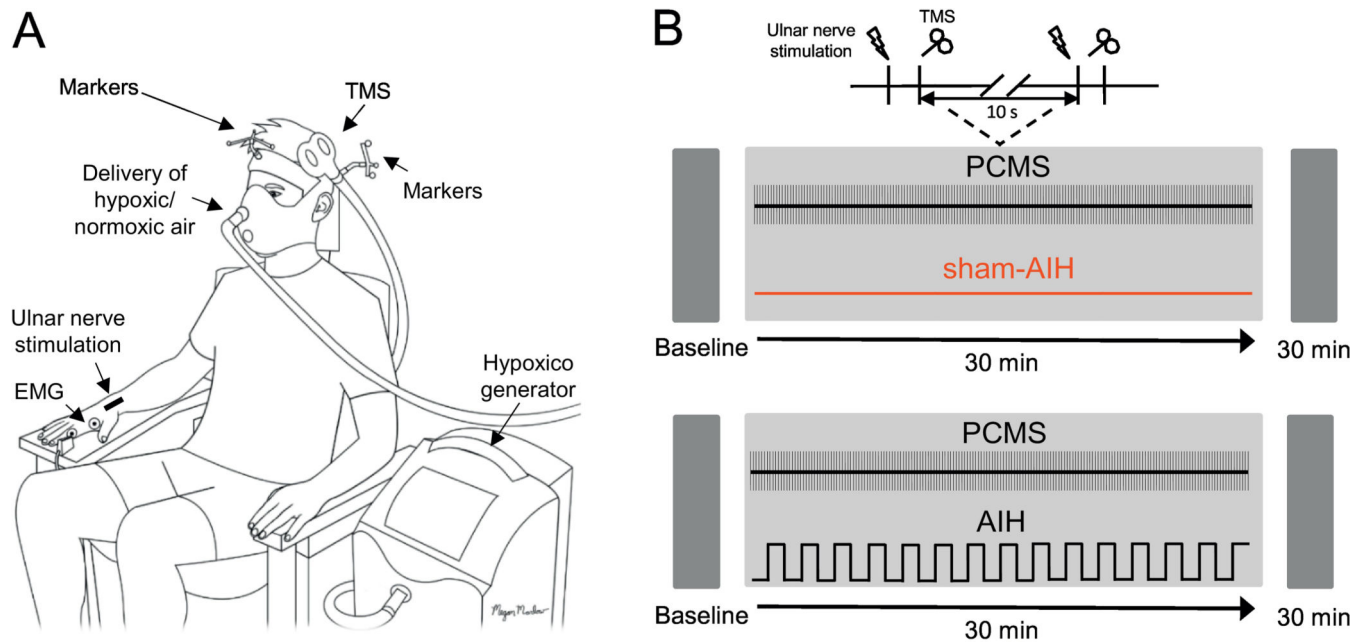 A
Markers
TMS
Delivery of
hypoxic/
normoxic air
Markers
Ulnar nerve
stimulation
EMG
Hypoxico
generator
B
Ulnar nerve
stimulation
TMS
10 s
PCMS
sham-AIH
Baseline
30 min
30 min
PCMS
AIH
Baseline
30 min
30 min